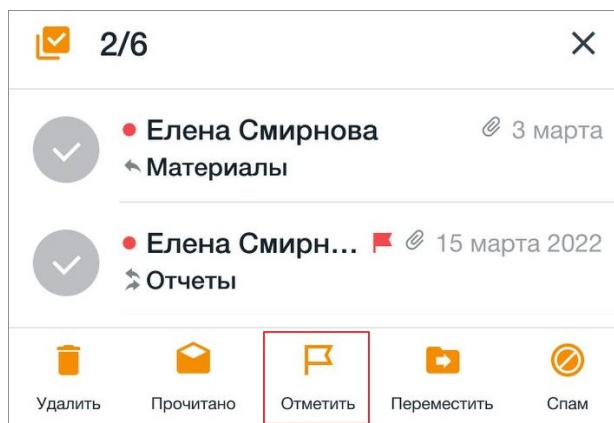 2/6
Елена Смирнова 3 марта
Материалы
Елена Смирн... 15 марта 2022
Отчеты
Удалить Прочитано Отметить Переместить Спам